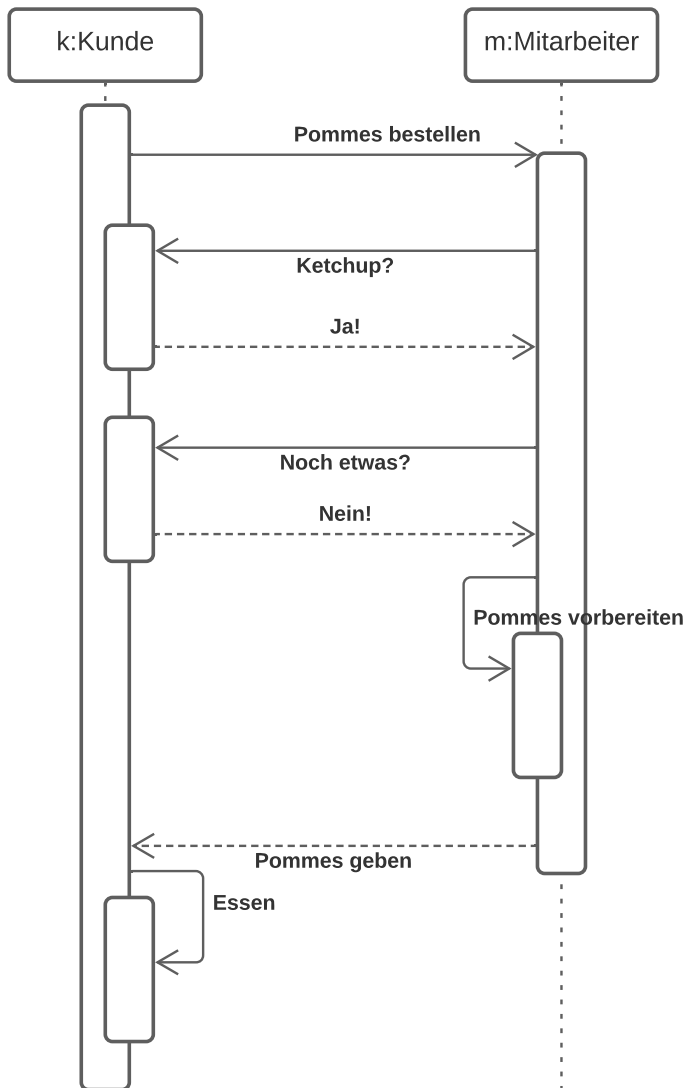 k:Kunde
m:Mitarbeiter
Pommes bestellen
Ketchup?
Ja!
Noch etwas?
Nein!
Pommes vorbereiten
Pommes geben
Essen